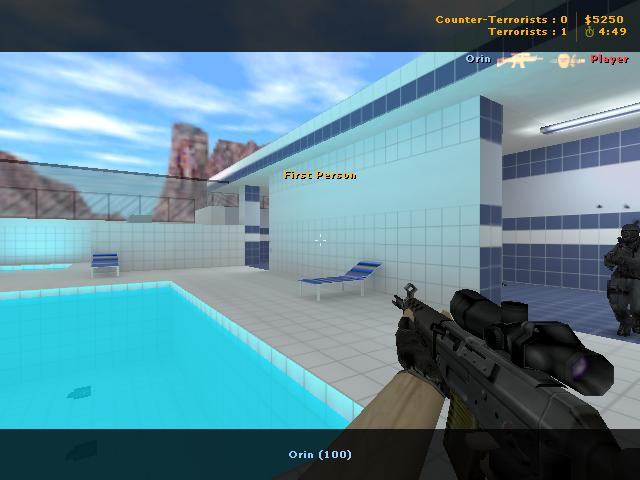 Counter-Terrorists : 0 $5250
Terrorists : 1 4:49
Orin Player
First Person
Orin (100)